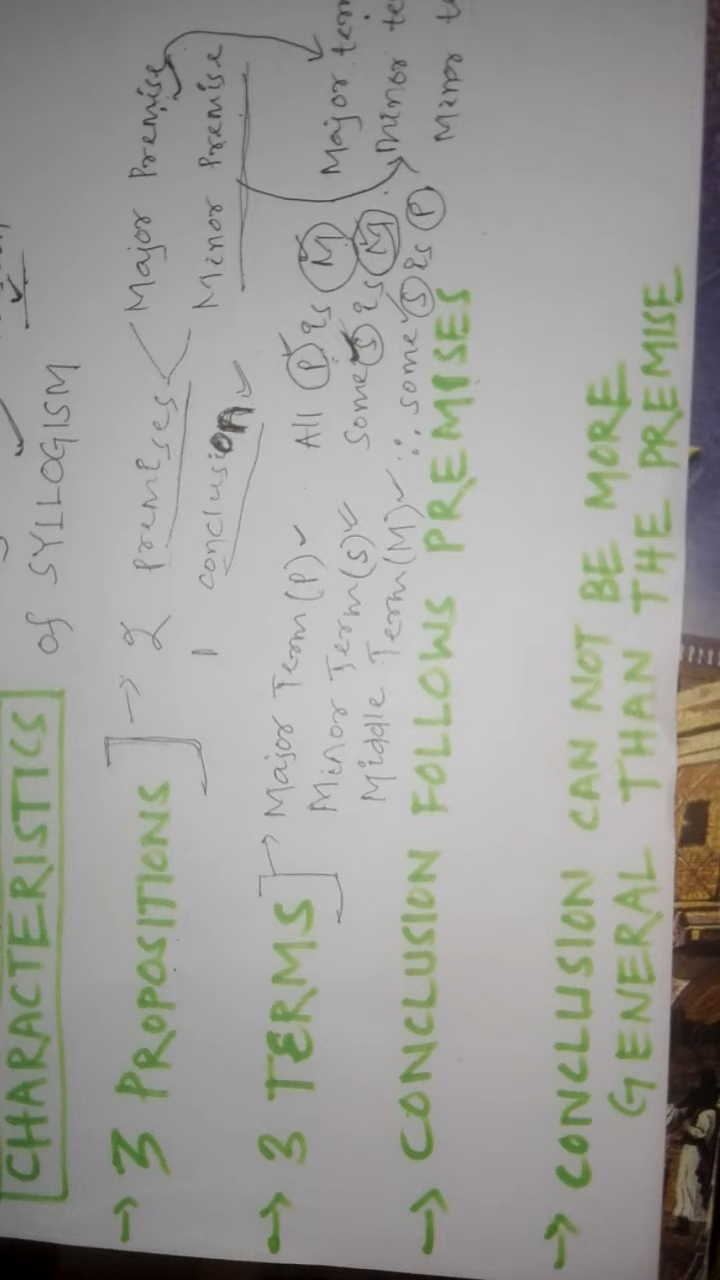 CHARACTERISTICS of SYLLOGISM
→ 3 PROPOSITIONS ] → 2 premises < Major Premise
Minor Premise
1 conclusion
→ 3 TERMS ] → Major Term (P) All P is M Major term
Minor Term (S) Some S is M. Minor
Middle Term (M) ∴ some S is P Minor
→ CONCLUSION FOLLOWS PREMISES
→ CONCLUSION CAN NOT BE MORE
GENERAL THAN THE PREMISE